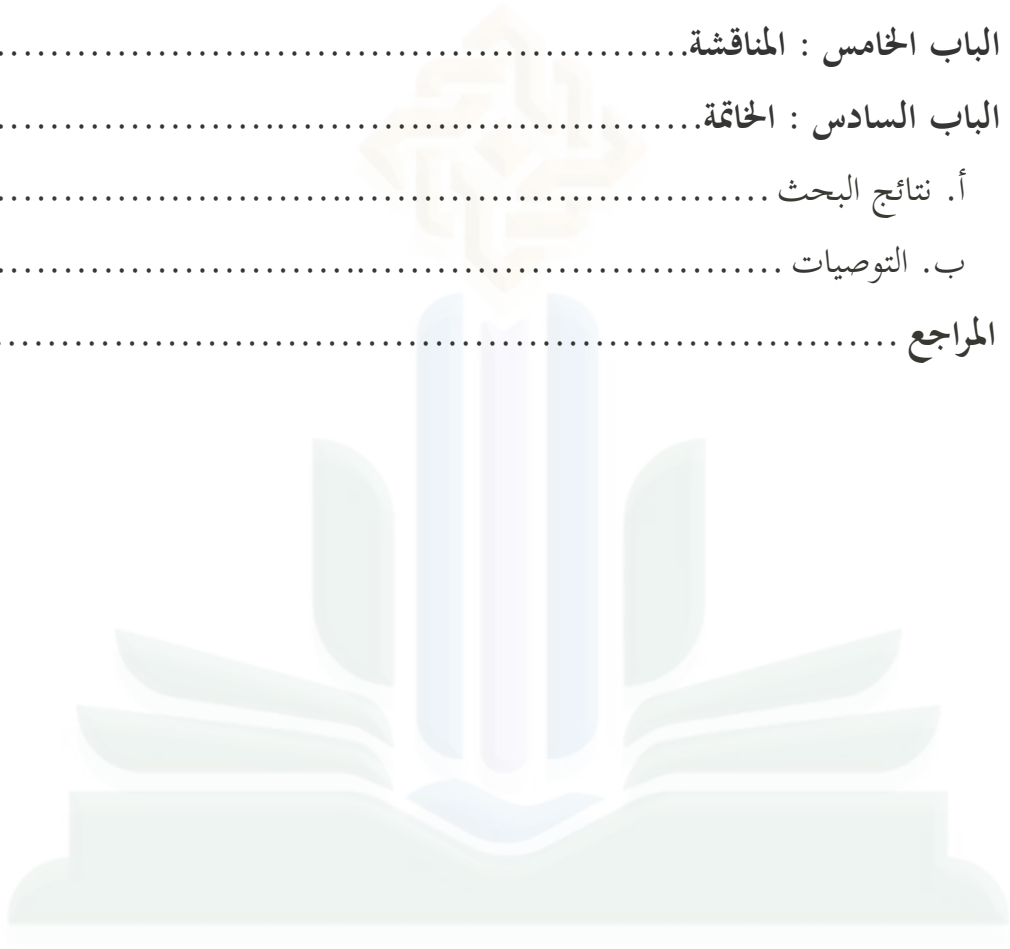 الباب الخامس : المناقشة......................................................
الباب السادس : الخاتمة.....................................................
أ. نتائج البحث ................................................
ب. التوصيات .................................................
المراجع ....................................................................